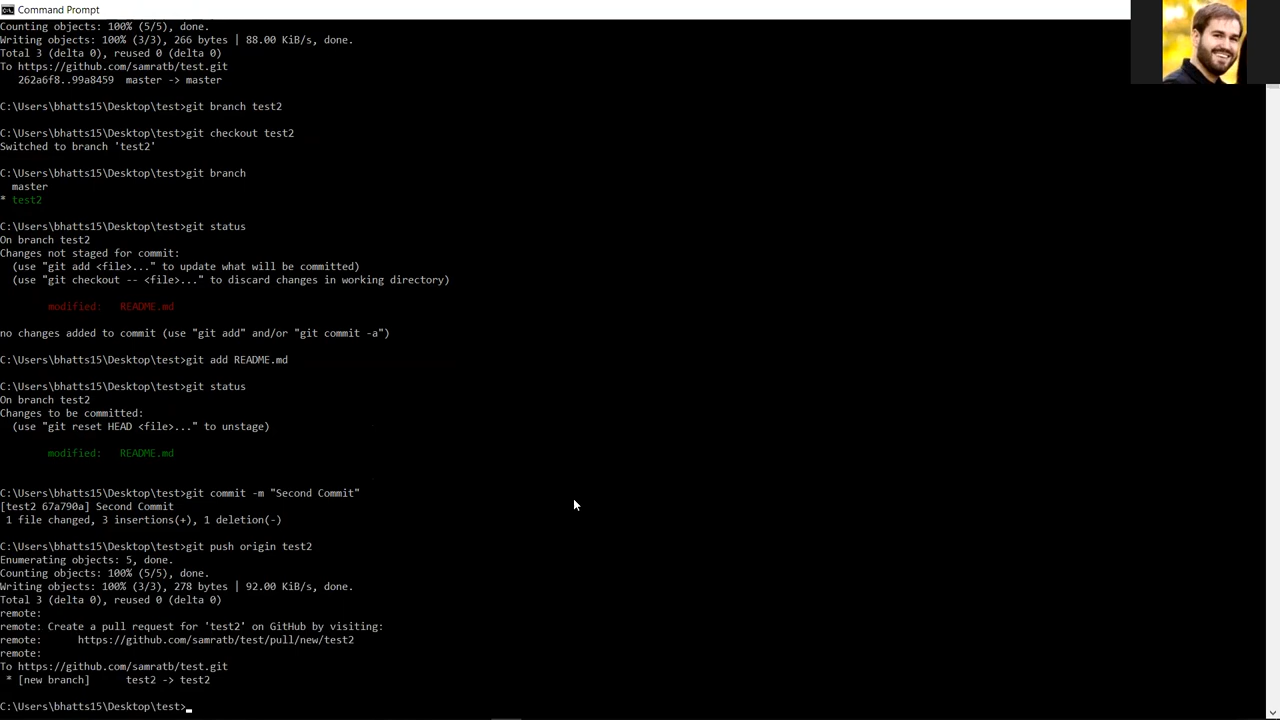 Command Prompt
Counting objects: 100% (5/5), done.
Writing objects: 100% (3/3), 266 bytes | 88.00 KiB/s, done.
Total 3 (delta 0), reused 0 (delta 0)
To https://github.com/samratb/test.git
   262a6f8..99a8459  master -> master
C:\Users\bhatts15\Desktop\test>git branch test2
C:\Users\bhatts15\Desktop\test>git checkout test2
Switched to branch 'test2'
C:\Users\bhatts15\Desktop\test>git branch
  master
* test2
C:\Users\bhatts15\Desktop\test>git status
On branch test2
Changes not staged for commit:
  (use "git add <file>..." to update what will be committed)
  (use "git checkout -- <file>..." to discard changes in working directory)
        modified:   README.md
no changes added to commit (use "git add" and/or "git commit -a")
C:\Users\bhatts15\Desktop\test>git add README.md
C:\Users\bhatts15\Desktop\test>git status
On branch test2
Changes to be committed:
  (use "git reset HEAD <file>..." to unstage)
        modified:   README.md
C:\Users\bhatts15\Desktop\test>git commit -m "Second Commit"
[test2 67a790a] Second Commit
 1 file changed, 3 insertions(+), 1 deletion(-)
C:\Users\bhatts15\Desktop\test>git push origin test2
Enumerating objects: 5, done.
Counting objects: 100% (5/5), done.
Writing objects: 100% (3/3), 278 bytes | 92.00 KiB/s, done.
Total 3 (delta 0), reused 0 (delta 0)
remote:
remote: Create a pull request for 'test2' on GitHub by visiting:
remote:      https://github.com/samratb/test/pull/new/test2
remote:
To https://github.com/samratb/test.git
 * [new branch]      test2 -> test2
C:\Users\bhatts15\Desktop\test>